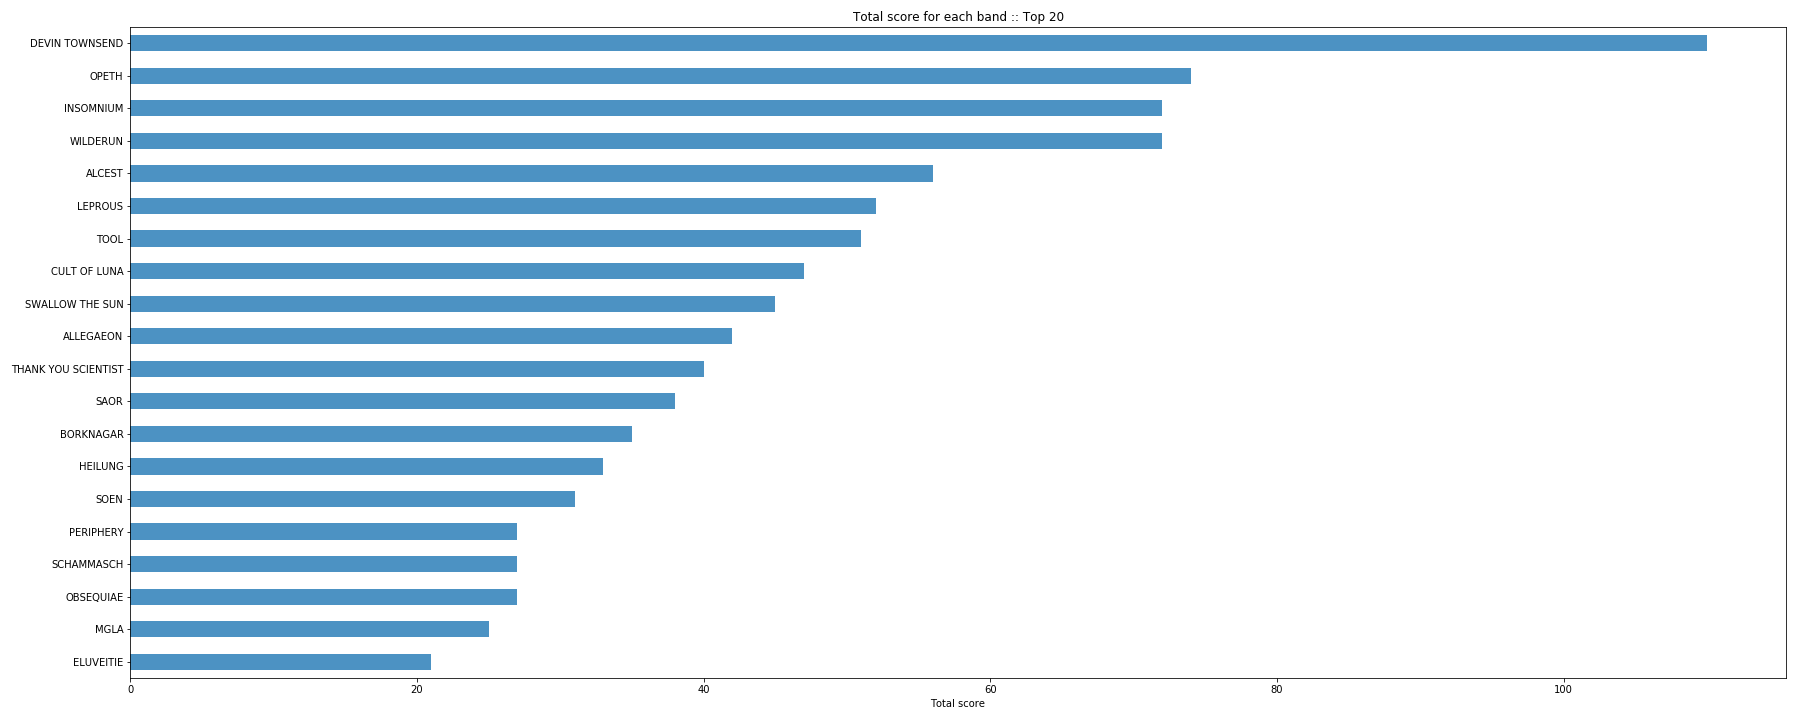 Total score for each band :: Top 20
DEVIN TOWNSEND
OPETH
INSOMNIUM
WILDERUN
ALCEST
LEPROUS
TOOL
CULT OF LUNA
SWALLOW THE SUN
ALLEGAEON
THANK YOU SCIENTIST
SAOR
BORKNAGAR
HEILUNG
SOEN
PERIPHERY
SCHAMMASCH
OBSEQUIAE
MGLA
ELUVEITIE
0 20 40 60 80 100
Total score